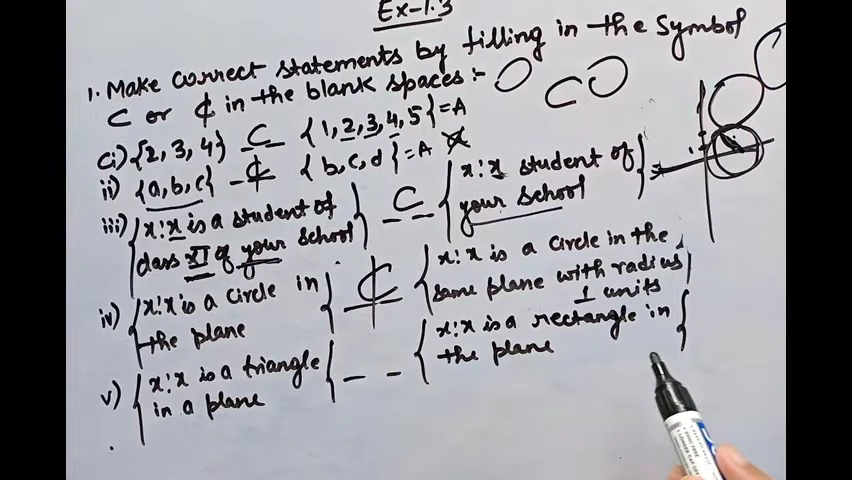 Ex-1.3
1. Make correct statements by filling in the symbol
⊂ or ⊄ in the blank spaces :-
(i) {2, 3, 4} ⊂ {1, 2, 3, 4, 5} = A
ii) {a, b, c} ⊄ {b, c, d} = A
iii) {x : x is a student of class XI of your school} ⊂ {x : x student of your school}
iv) {x : x is a circle in the plane} ⊄ {x : x is a circle in the same plane with radius 1 units}
v) {x : x is a triangle in a plane} _ _ {x : x is a rectangle in the plane}